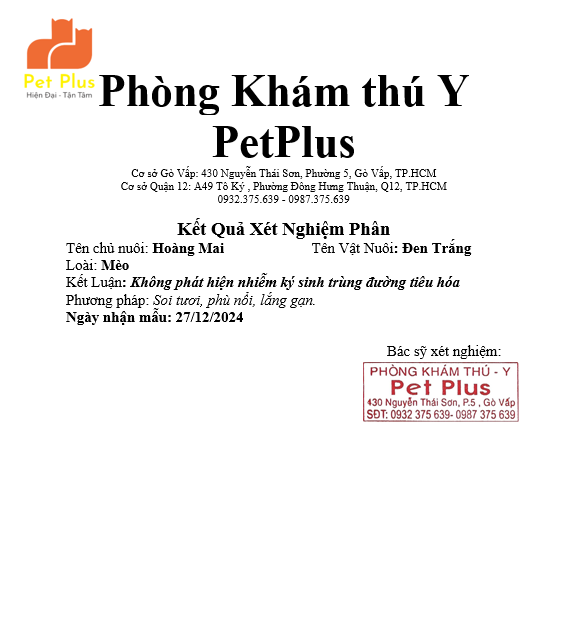 Pet Plus
Hiện Đại - Tận Tâm
Phòng Khám thú Y
PetPlus
Cơ sở Gò Vấp: 430 Nguyễn Thái Sơn, Phường 5, Gò Vấp, TP.HCM
Cơ sở Quận 12: A49 Tô Ký , Phường Đông Hưng Thuận, Q12, TP.HCM
0932.375.639 - 0987.375.639
Kết Quả Xét Nghiệm Phân
Tên chủ nuôi: Hoàng Mai Tên Vật Nuôi: Đen Trắng
Loài: Mèo
Kết Luận: Không phát hiện nhiễm ký sinh trùng đường tiêu hóa
Phương pháp: Soi tươi, phù nổi, lắng gạn.
Ngày nhận mẫu: 27/12/2024
Bác sỹ xét nghiệm:
PHÒNG KHÁM THÚ - Y
Pet Plus
430 Nguyễn Thái Sơn, P.5 , Gò Vấp
SĐT: 0932 375 639- 0987 375 639